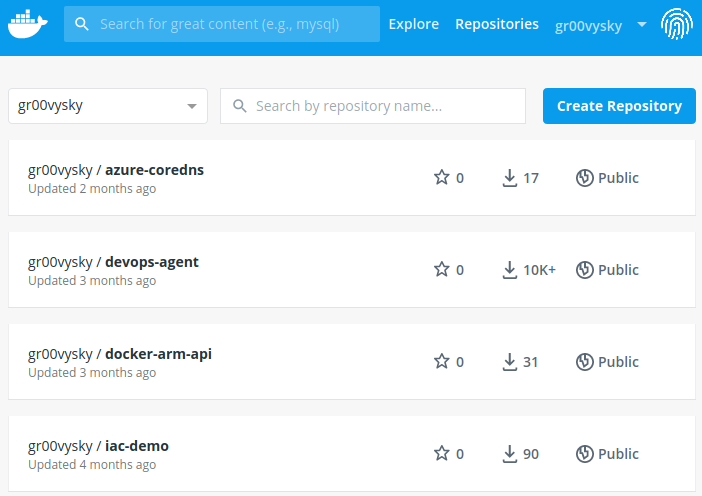 Search for great content (e.g., mysql)
Explore
Repositories
gr00vysky
gr00vysky
Search by repository name...
Create Repository
gr00vysky / azure-coredns
Updated 2 months ago
0
17
Public
gr00vysky / devops-agent
Updated 3 months ago
0
10K+
Public
gr00vysky / docker-arm-api
Updated 3 months ago
0
31
Public
gr00vysky / iac-demo
Updated 4 months ago
0
90
Public